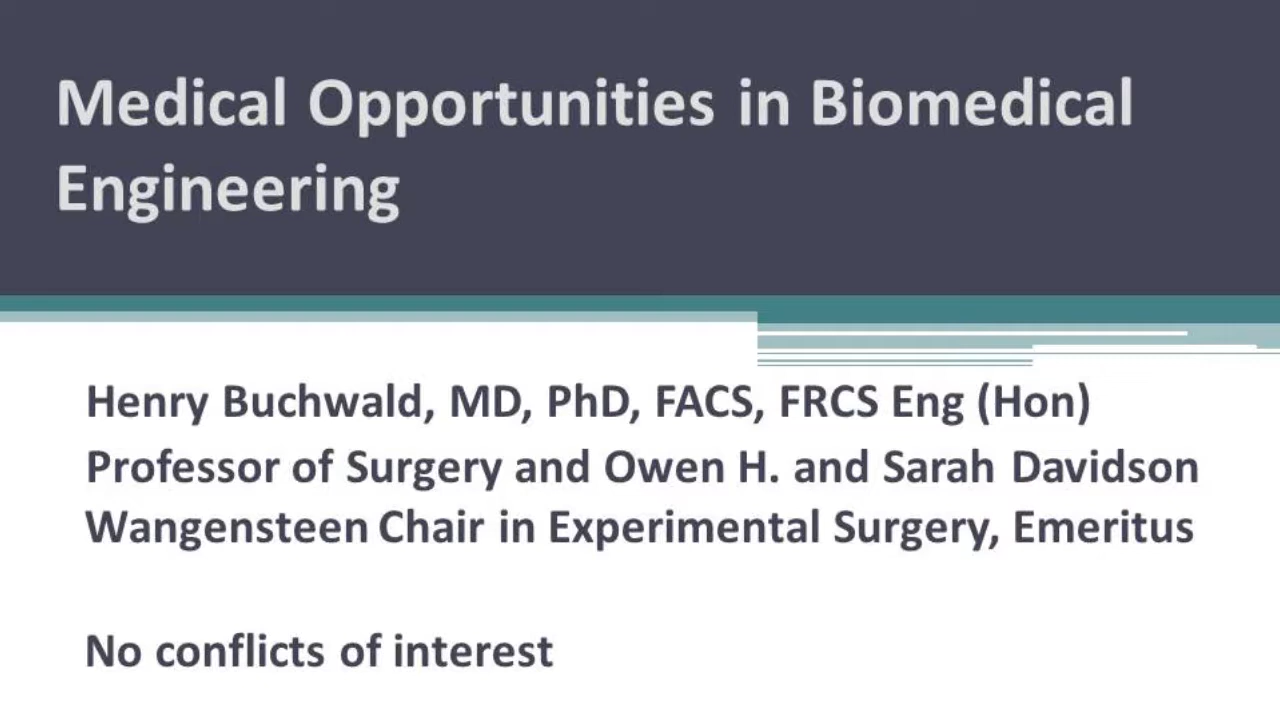 Medical Opportunities in Biomedical
Engineering
Henry Buchwald, MD, PhD, FACS, FRCS Eng (Hon)
Professor of Surgery and Owen H. and Sarah Davidson
Wangensteen Chair in Experimental Surgery, Emeritus
No conflicts of interest